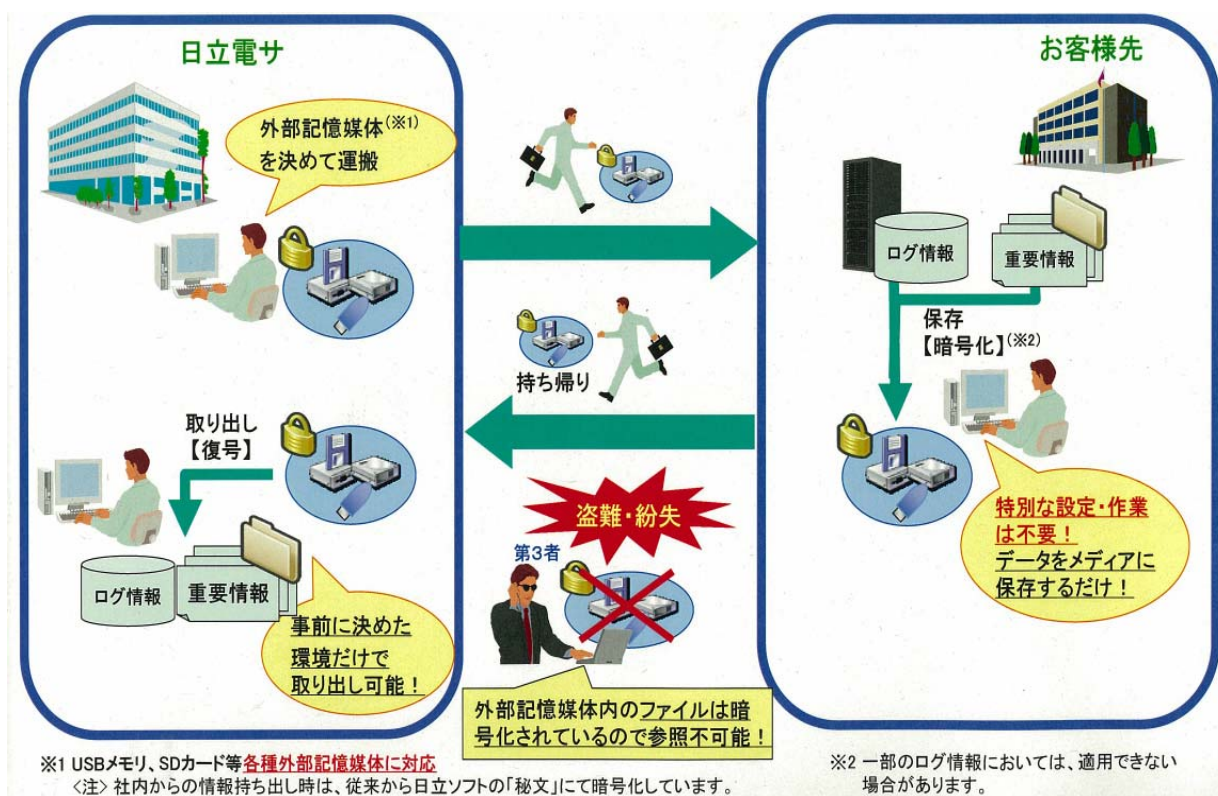 日立電サ
外部記憶媒体(※1)
を決めて運搬
お客様先
ログ情報
重要情報
保存
【暗号化】(※2)
持ち帰り
取り出し
【復号】
盗難・紛失
第3者
特別な設定・作業
は不要！
データをメディアに
保存するだけ！
ログ情報
重要情報
事前に決めた
環境だけで
取り出し可能！
外部記憶媒体内のファイルは暗
号化されているので参照不可能！
※1 USBメモリ、SDカード等各種外部記憶媒体に対応
〈注〉社内からの情報持ち出し時は、従来から日立ソフトの「秘文」にて暗号化しています。
※2 一部のログ情報においては、適用できない
場合があります。